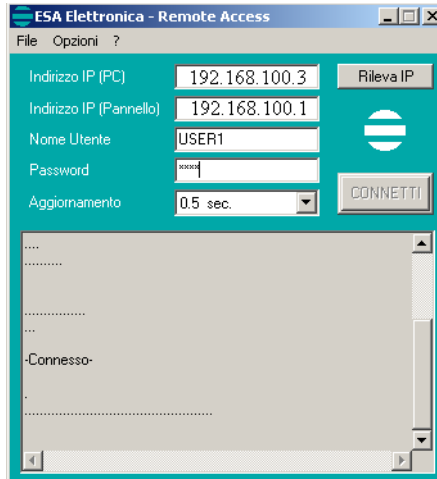 ESA Elettronica - Remote Access
File Opzioni ?
Indirizzo IP (PC) 192.168.100.3 Rileva IP
Indirizzo IP (Pannello) 192.168.100.1
Nome Utente USER1
Password ****
Aggiornamento 0.5 sec. CONNETTI
....
..........
................
...
-Connesso-
.
...............................................